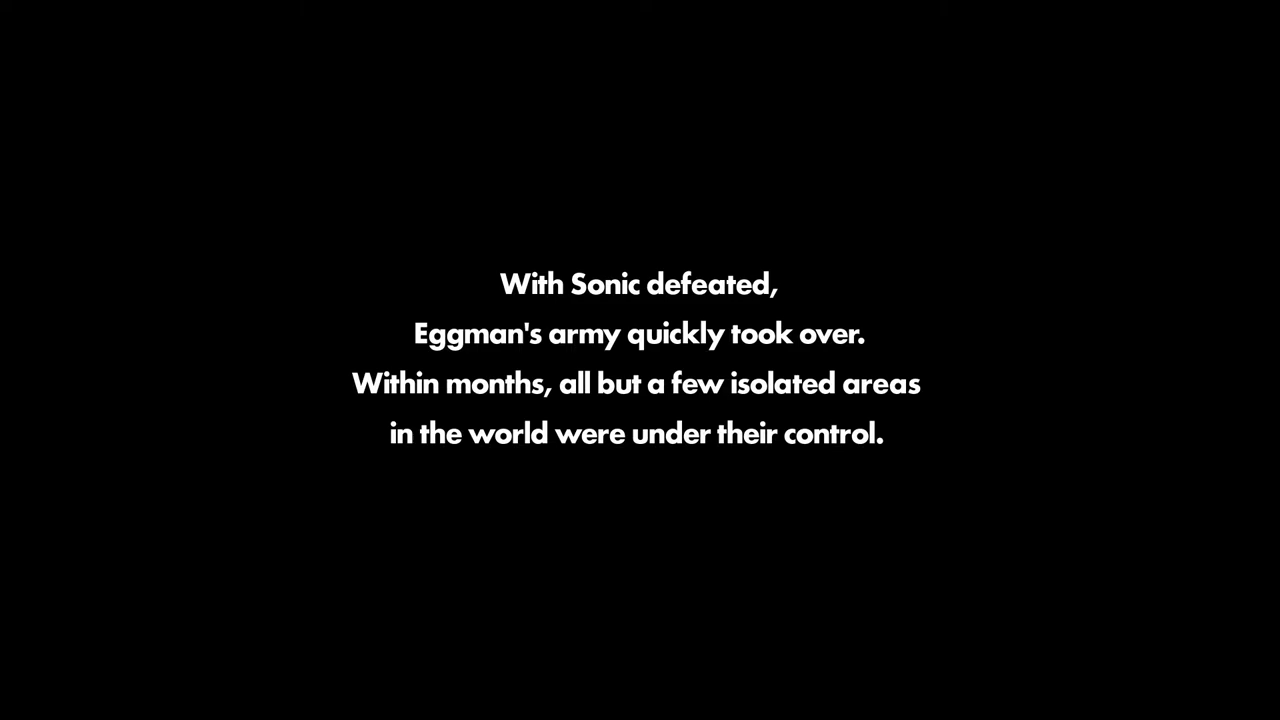 With Sonic defeated,
Eggman's army quickly took over.
Within months, all but a few isolated areas
in the world were under their control.